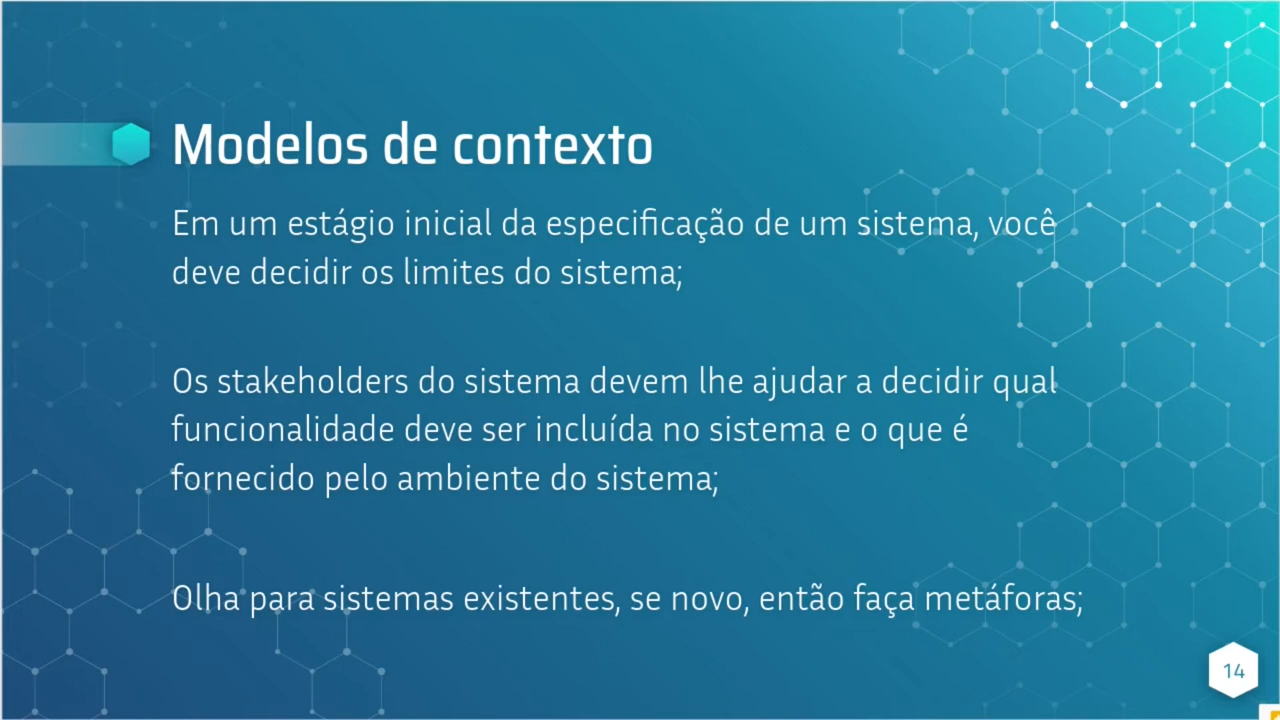 Modelos de contexto
Em um estágio inicial da especificação de um sistema, você
deve decidir os limites do sistema;
Os stakeholders do sistema devem lhe ajudar a decidir qual
funcionalidade deve ser incluída no sistema e o que é
fornecido pelo ambiente do sistema;
Olha para sistemas existentes, se novo, então faça metáforas;
14